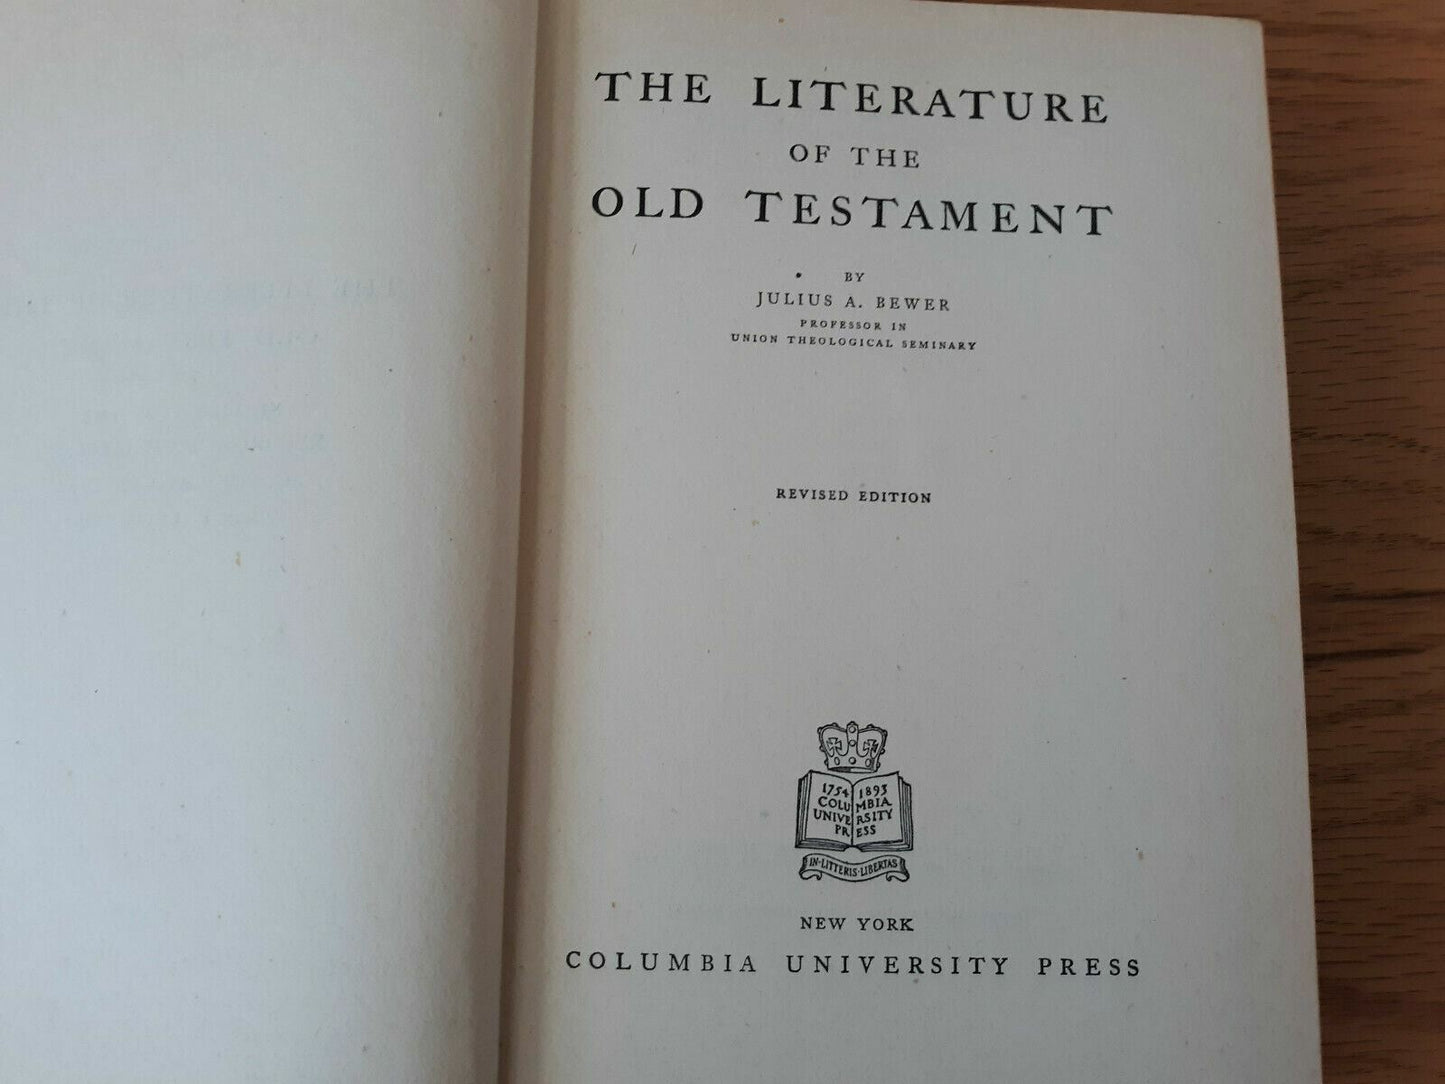 THE LITERATURE
OF THE
OLD TESTAMENT
BY
JULIUS A. BEWER
PROFESSOR IN
UNION THEOLOGICAL SEMINARY
REVISED EDITION
1754 1893
COLUMBIA
UNIVERSITY
PRESS
IN·LITTERIS·LIBERTAS
NEW YORK
COLUMBIA UNIVERSITY PRESS